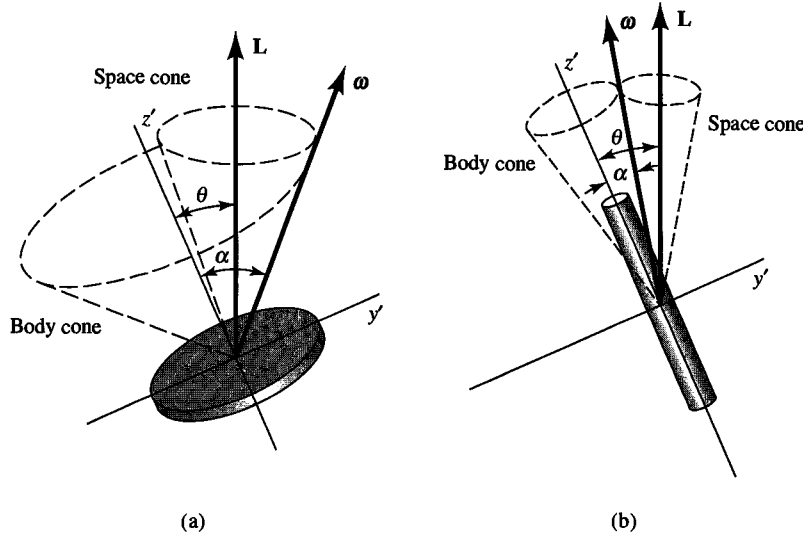 L
ω
Space cone
z′
θ
α
y′
Body cone
(a)
ω
L
z′
θ
Space cone
Body cone
α
y′
(b)